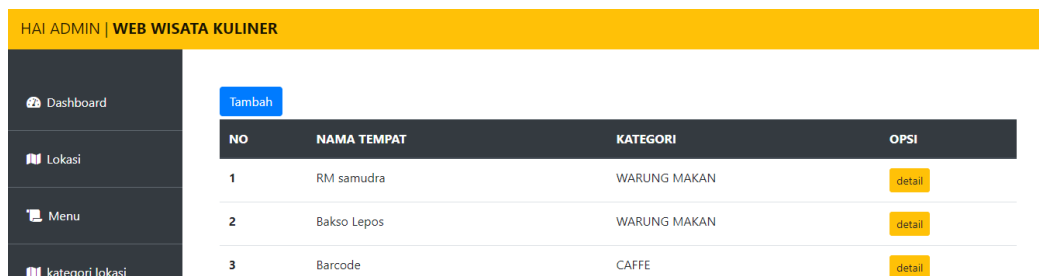 HAI ADMIN | WEB WISATA KULINER
Dashboard
Lokasi
Menu
kategori lokasi
Tambah
NO NAMA TEMPAT KATEGORI OPSI
1 RM samudra WARUNG MAKAN detail
2 Bakso Lepos WARUNG MAKAN detail
3 Barcode CAFFE detail